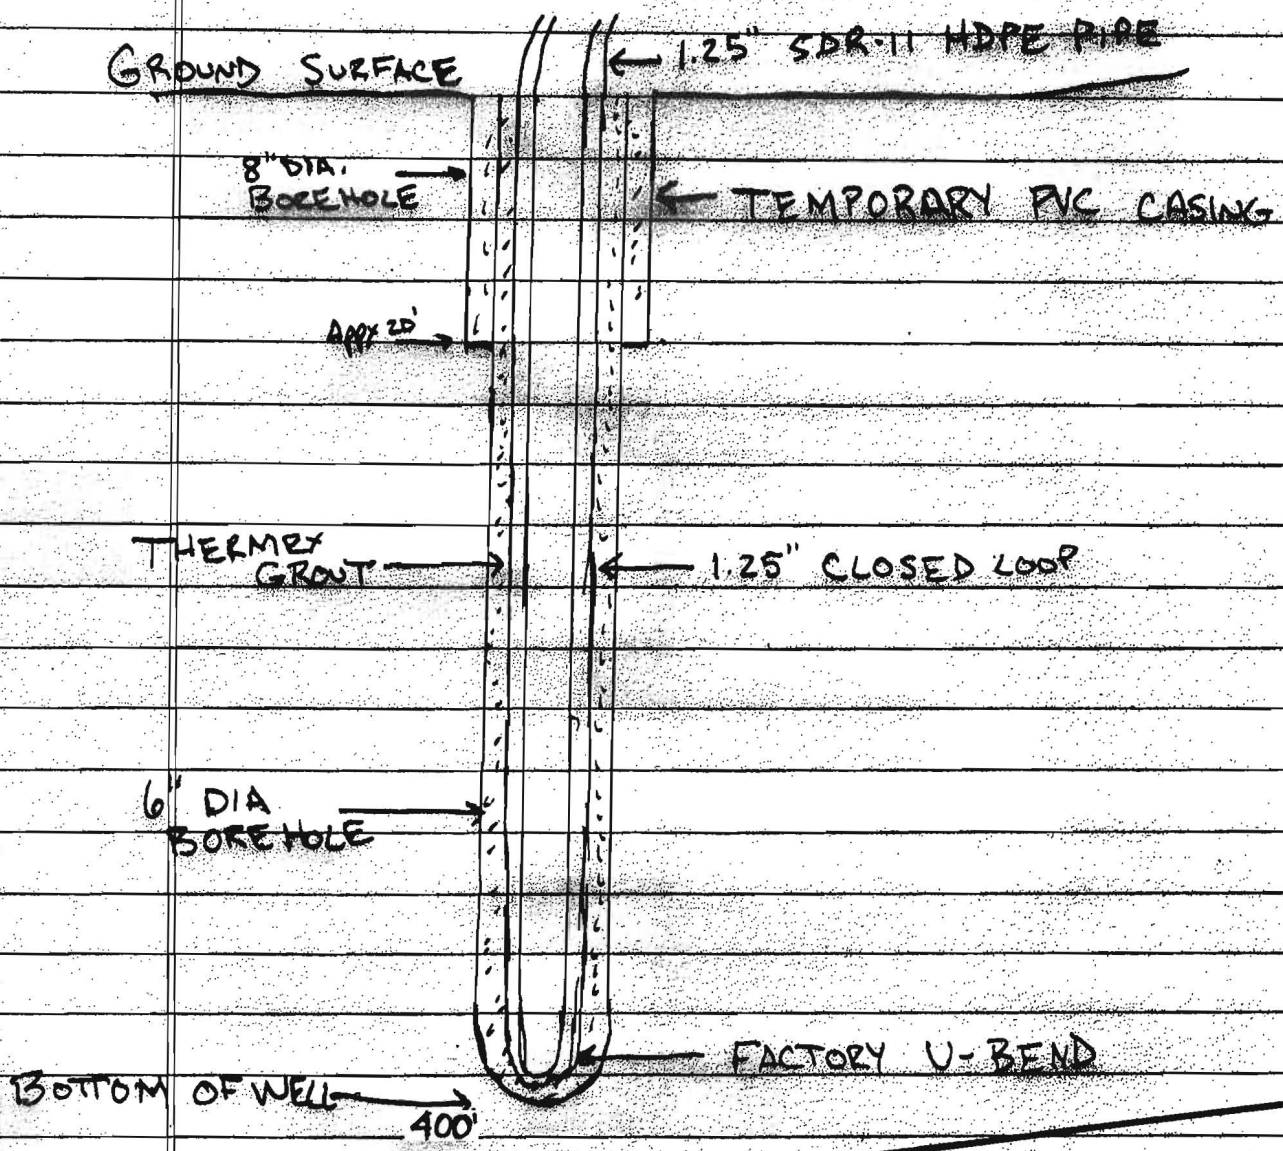 1.25" SDR-11 HDPE PIPE
GROUND SURFACE
8" DIA.
BOREHOLE
TEMPORARY PVC CASING
Appx 20'
THERMEX
GROUT
1.25" CLOSED LOOP
6" DIA
BOREHOLE
FACTORY U-BEND
BOTTOM OF WELL
400'